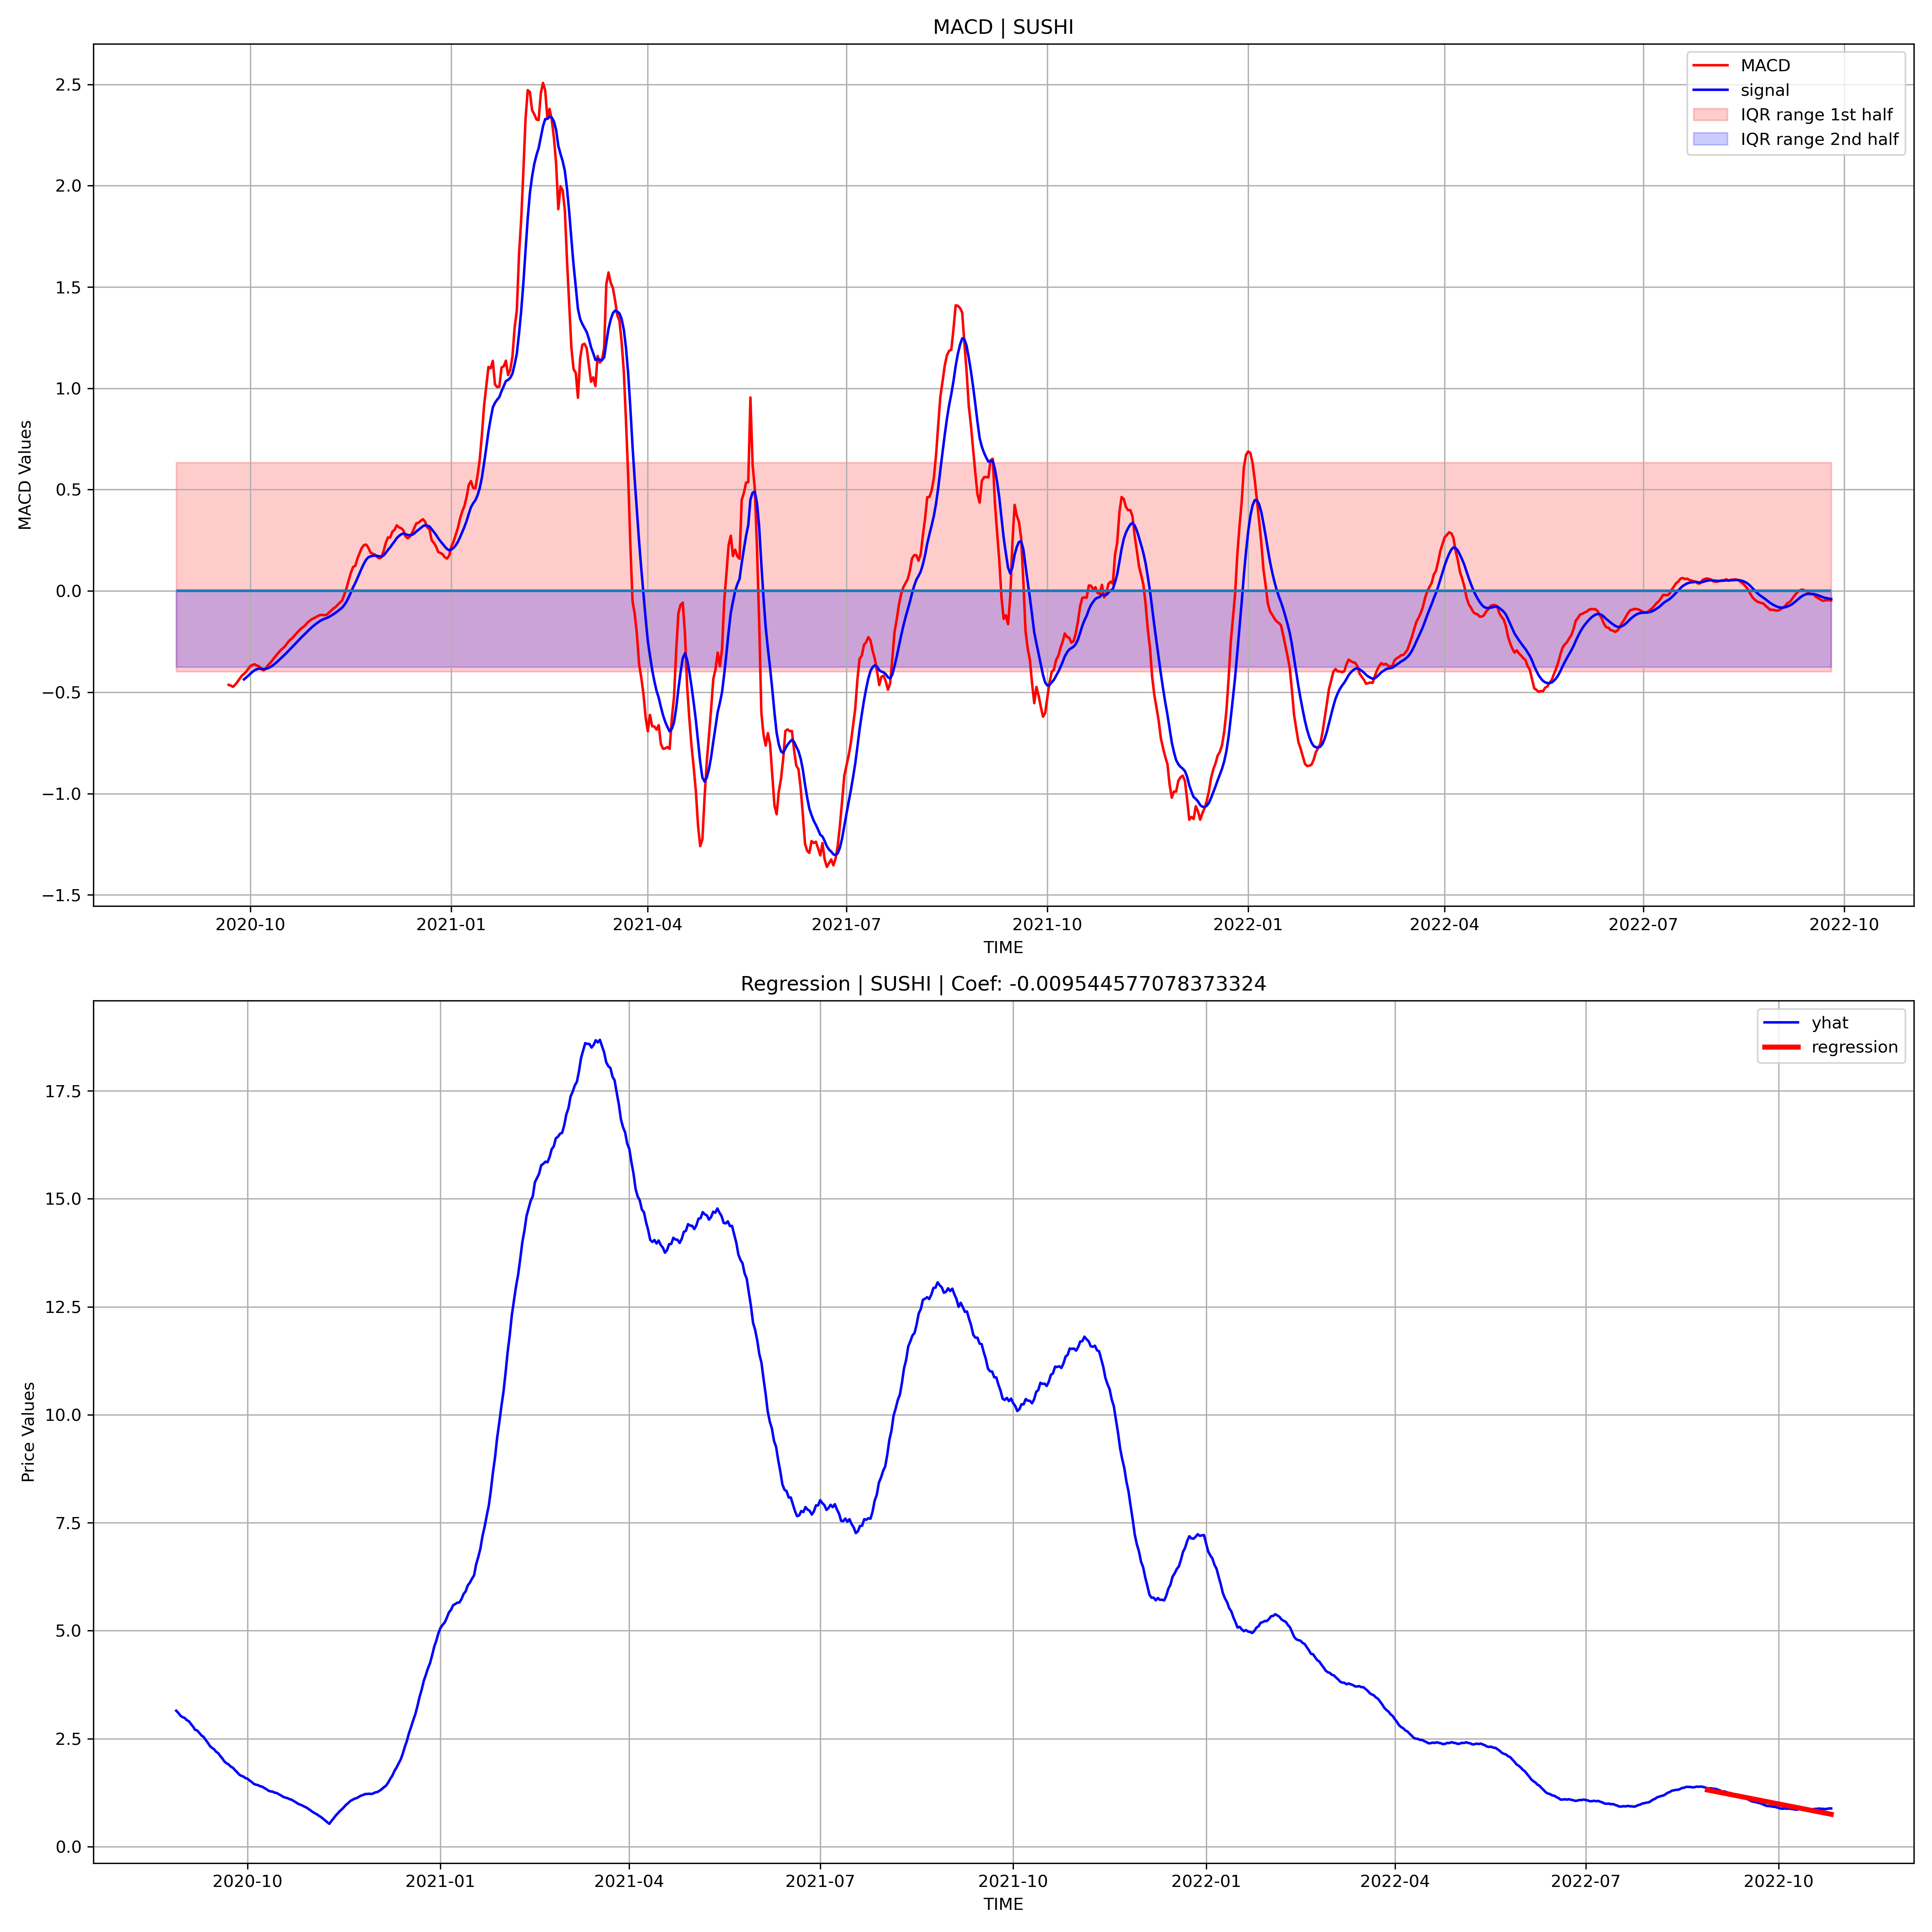 MACD | SUSHI
MACD
signal
IQR range 1st half
IQR range 2nd half
2.5
2.0
1.5
1.0
0.5
0.0
−0.5
−1.0
−1.5
MACD Values
2020-10 2021-01 2021-04 2021-07 2021-10 2022-01 2022-04 2022-07 2022-10
TIME
Regression | SUSHI | Coef: -0.009544577078373324
yhat
regression
17.5
15.0
12.5
10.0
7.5
5.0
2.5
0.0
Price Values
2020-10 2021-01 2021-04 2021-07 2021-10 2022-01 2022-04 2022-07 2022-10
TIME